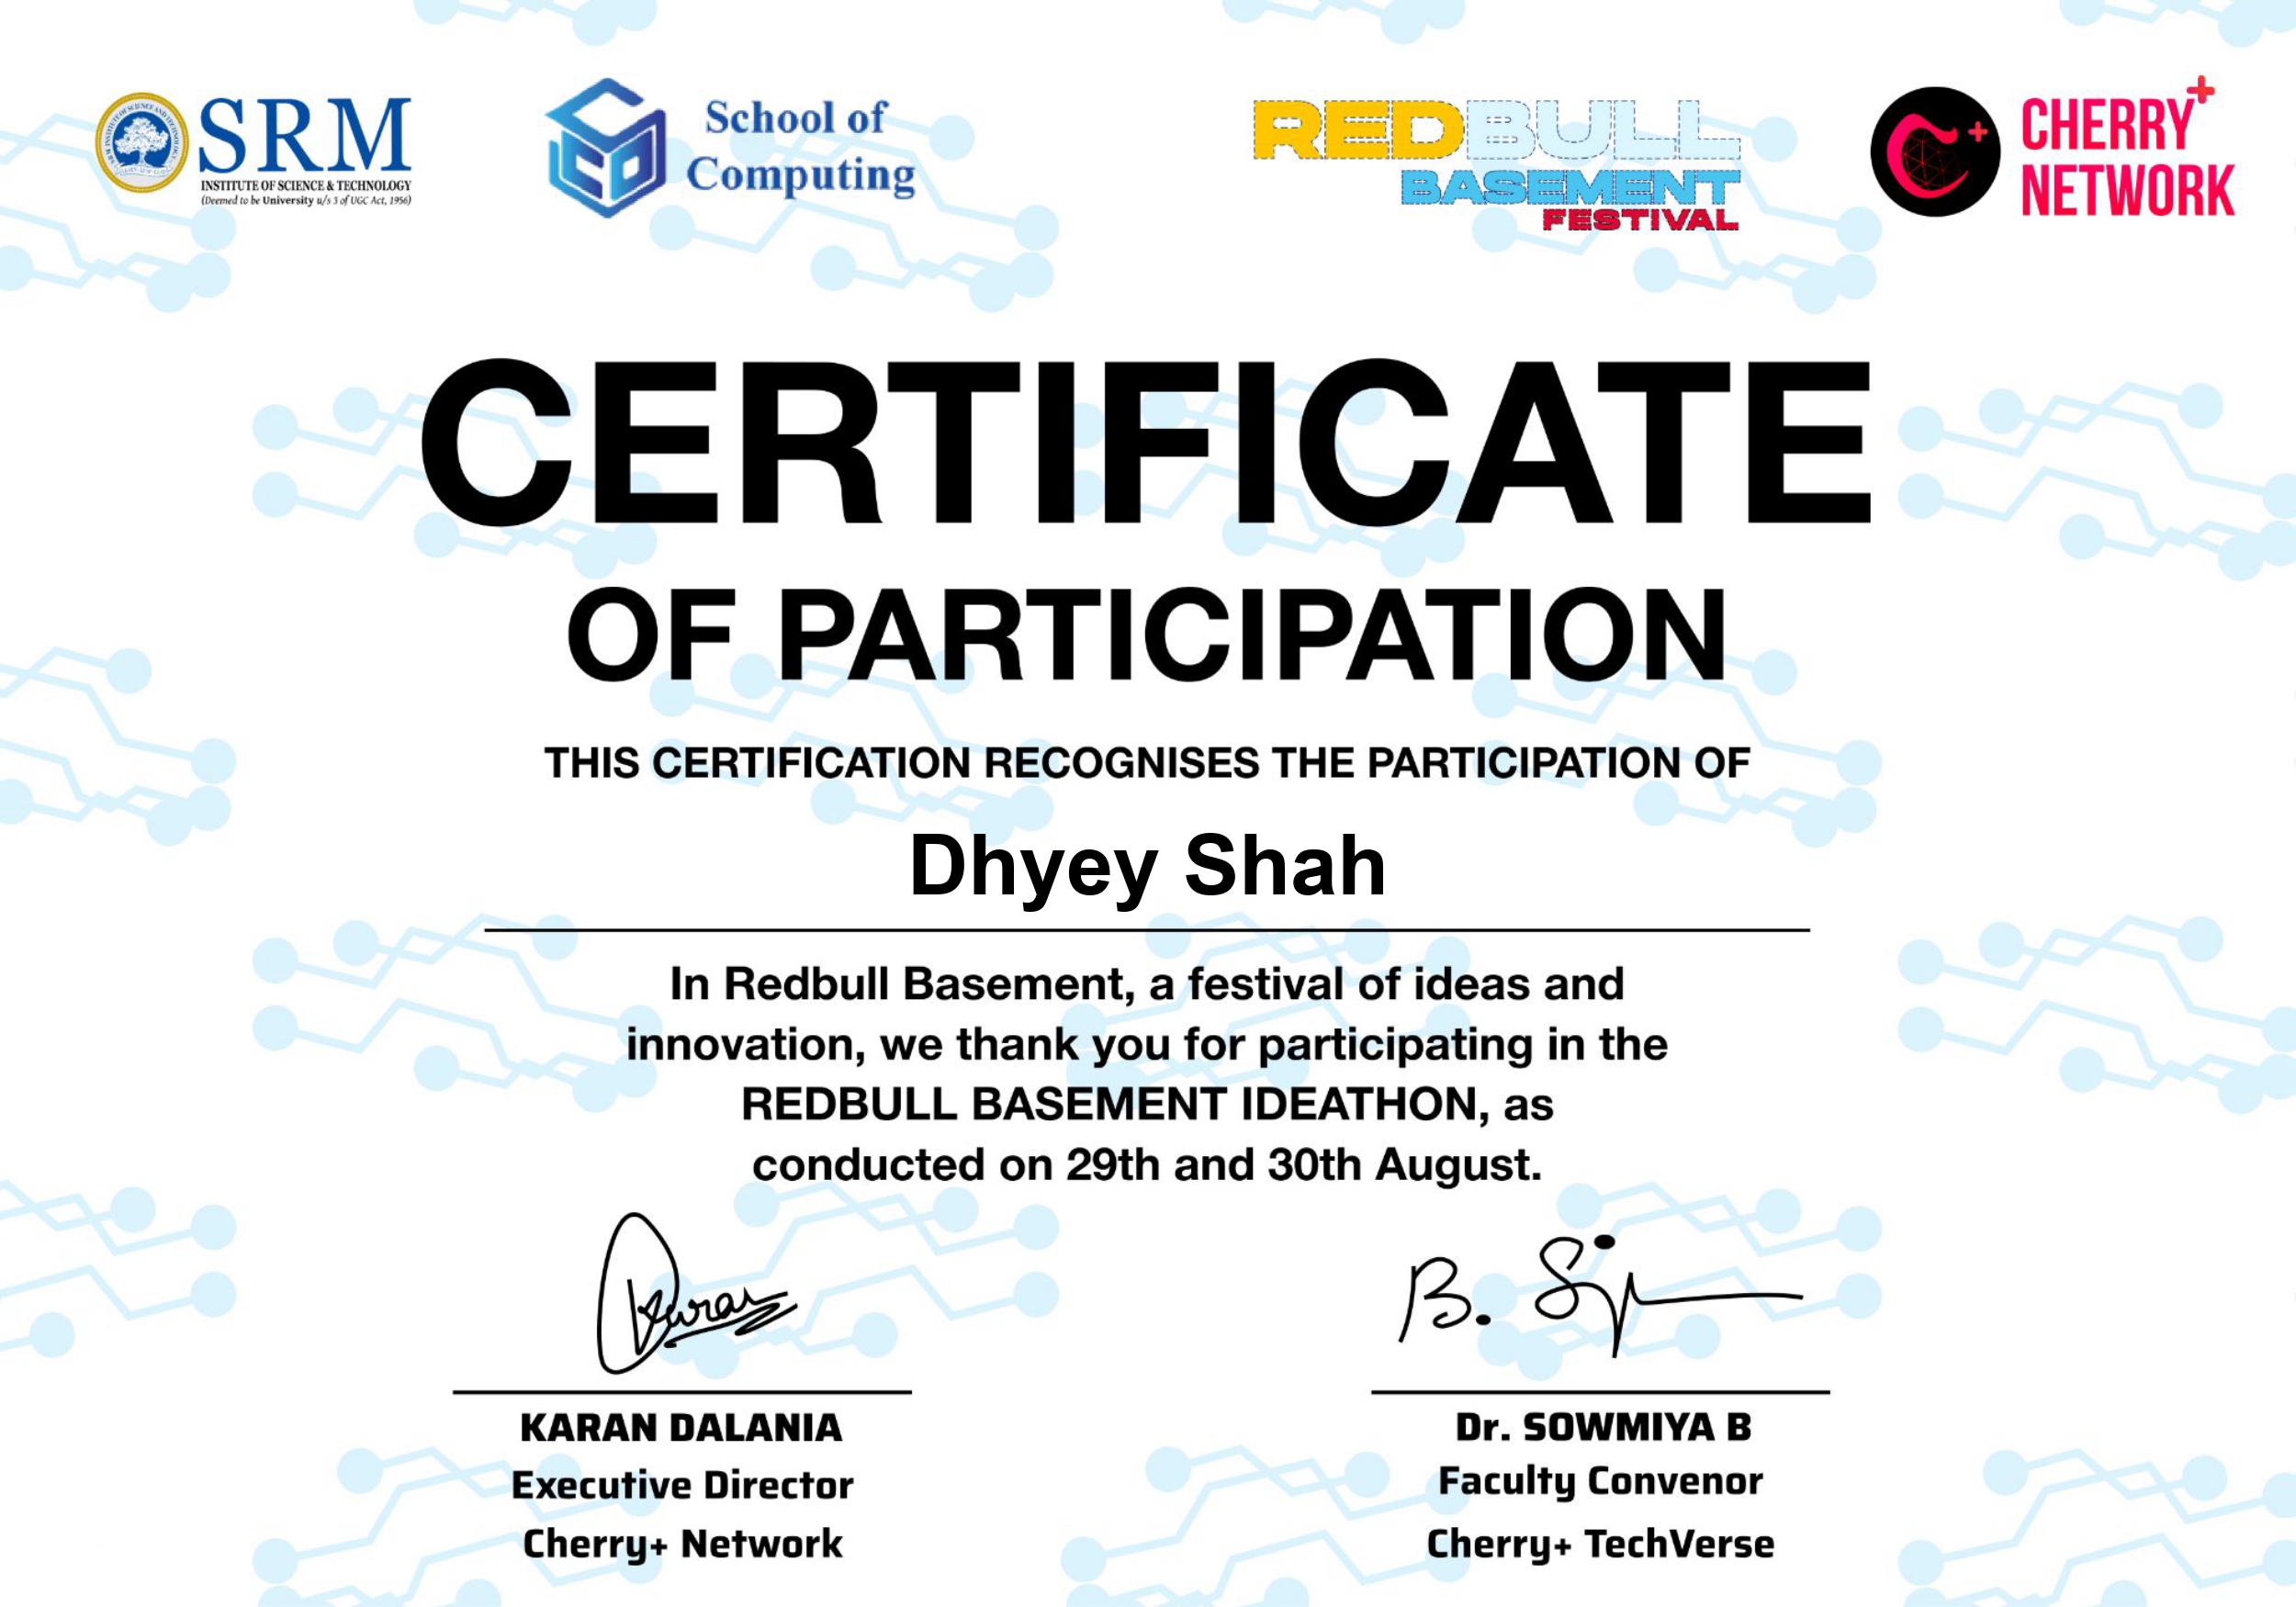 SRM
INSTITUTE OF SCIENCE & TECHNOLOGY
(Deemed to be University u/s 3 of UGC Act, 1956)
School of
Computing
REDBULL
BASEMENT
FESTIVAL
CHERRY+
NETWORK
CERTIFICATE
OF PARTICIPATION
THIS CERTIFICATION RECOGNISES THE PARTICIPATION OF
Dhyey Shah
In Redbull Basement, a festival of ideas and
innovation, we thank you for participating in the
REDBULL BASEMENT IDEATHON, as
conducted on 29th and 30th August.
Karan
B.
KARAN DALANIA
Executive Director
Cherry+ Network
Dr. SOWMIYA B
Faculty Convenor
Cherry+ TechVerse